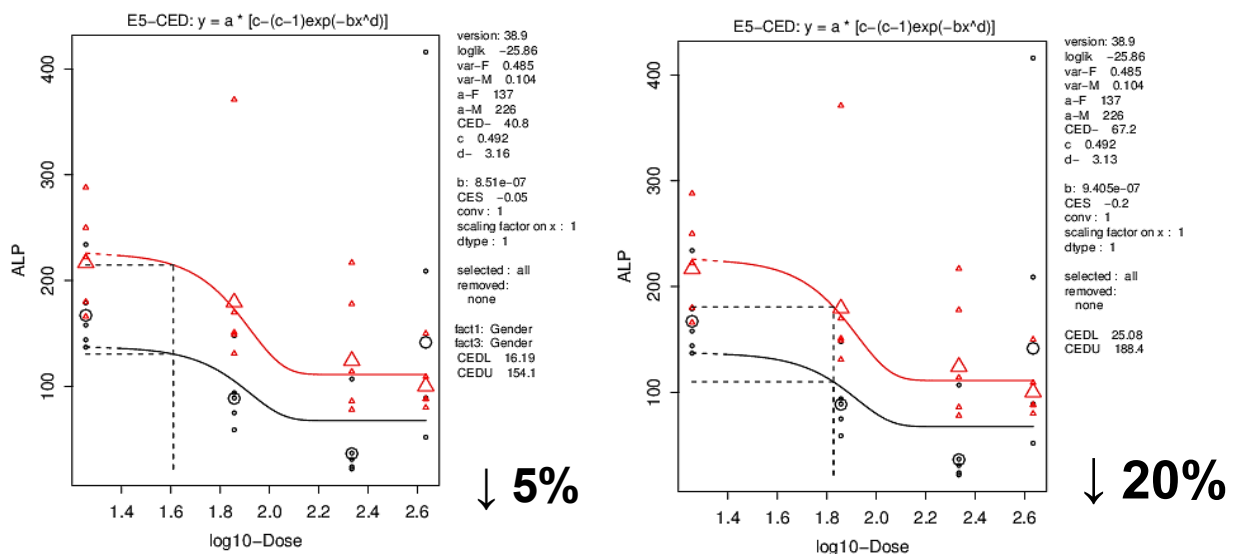 E5-CED: y = a * [c-(c-1)exp(-bx^d)]
version: 38.9
loglik -25.86
var-F 0.485
var-M 0.104
a-F 137
a-M 226
CED- 40.8
c 0.492
d- 3.16
b: 8.51e-07
CES -0.05
conv : 1
scaling factor on x : 1
dtype : 1
selected : all
removed:
none
fact1: Gender
fact3: Gender
CEDL 16.19
CEDU 154.1
ALP
400
300
200
100
1.4 1.6 1.8 2.0 2.2 2.4 2.6
log10-Dose
↓ 5%
E5-CED: y = a * [c-(c-1)exp(-bx^d)]
version: 38.9
loglik -25.86
var-F 0.485
var-M 0.104
a-F 137
a-M 226
CED- 67.2
c 0.492
d- 3.13
b: 9.405e-07
CES -0.2
conv : 1
scaling factor on x : 1
dtype : 1
selected : all
removed:
none
CEDL 25.08
CEDU 188.4
ALP
400
300
200
100
1.4 1.6 1.8 2.0 2.2 2.4 2.6
log10-Dose
↓ 20%